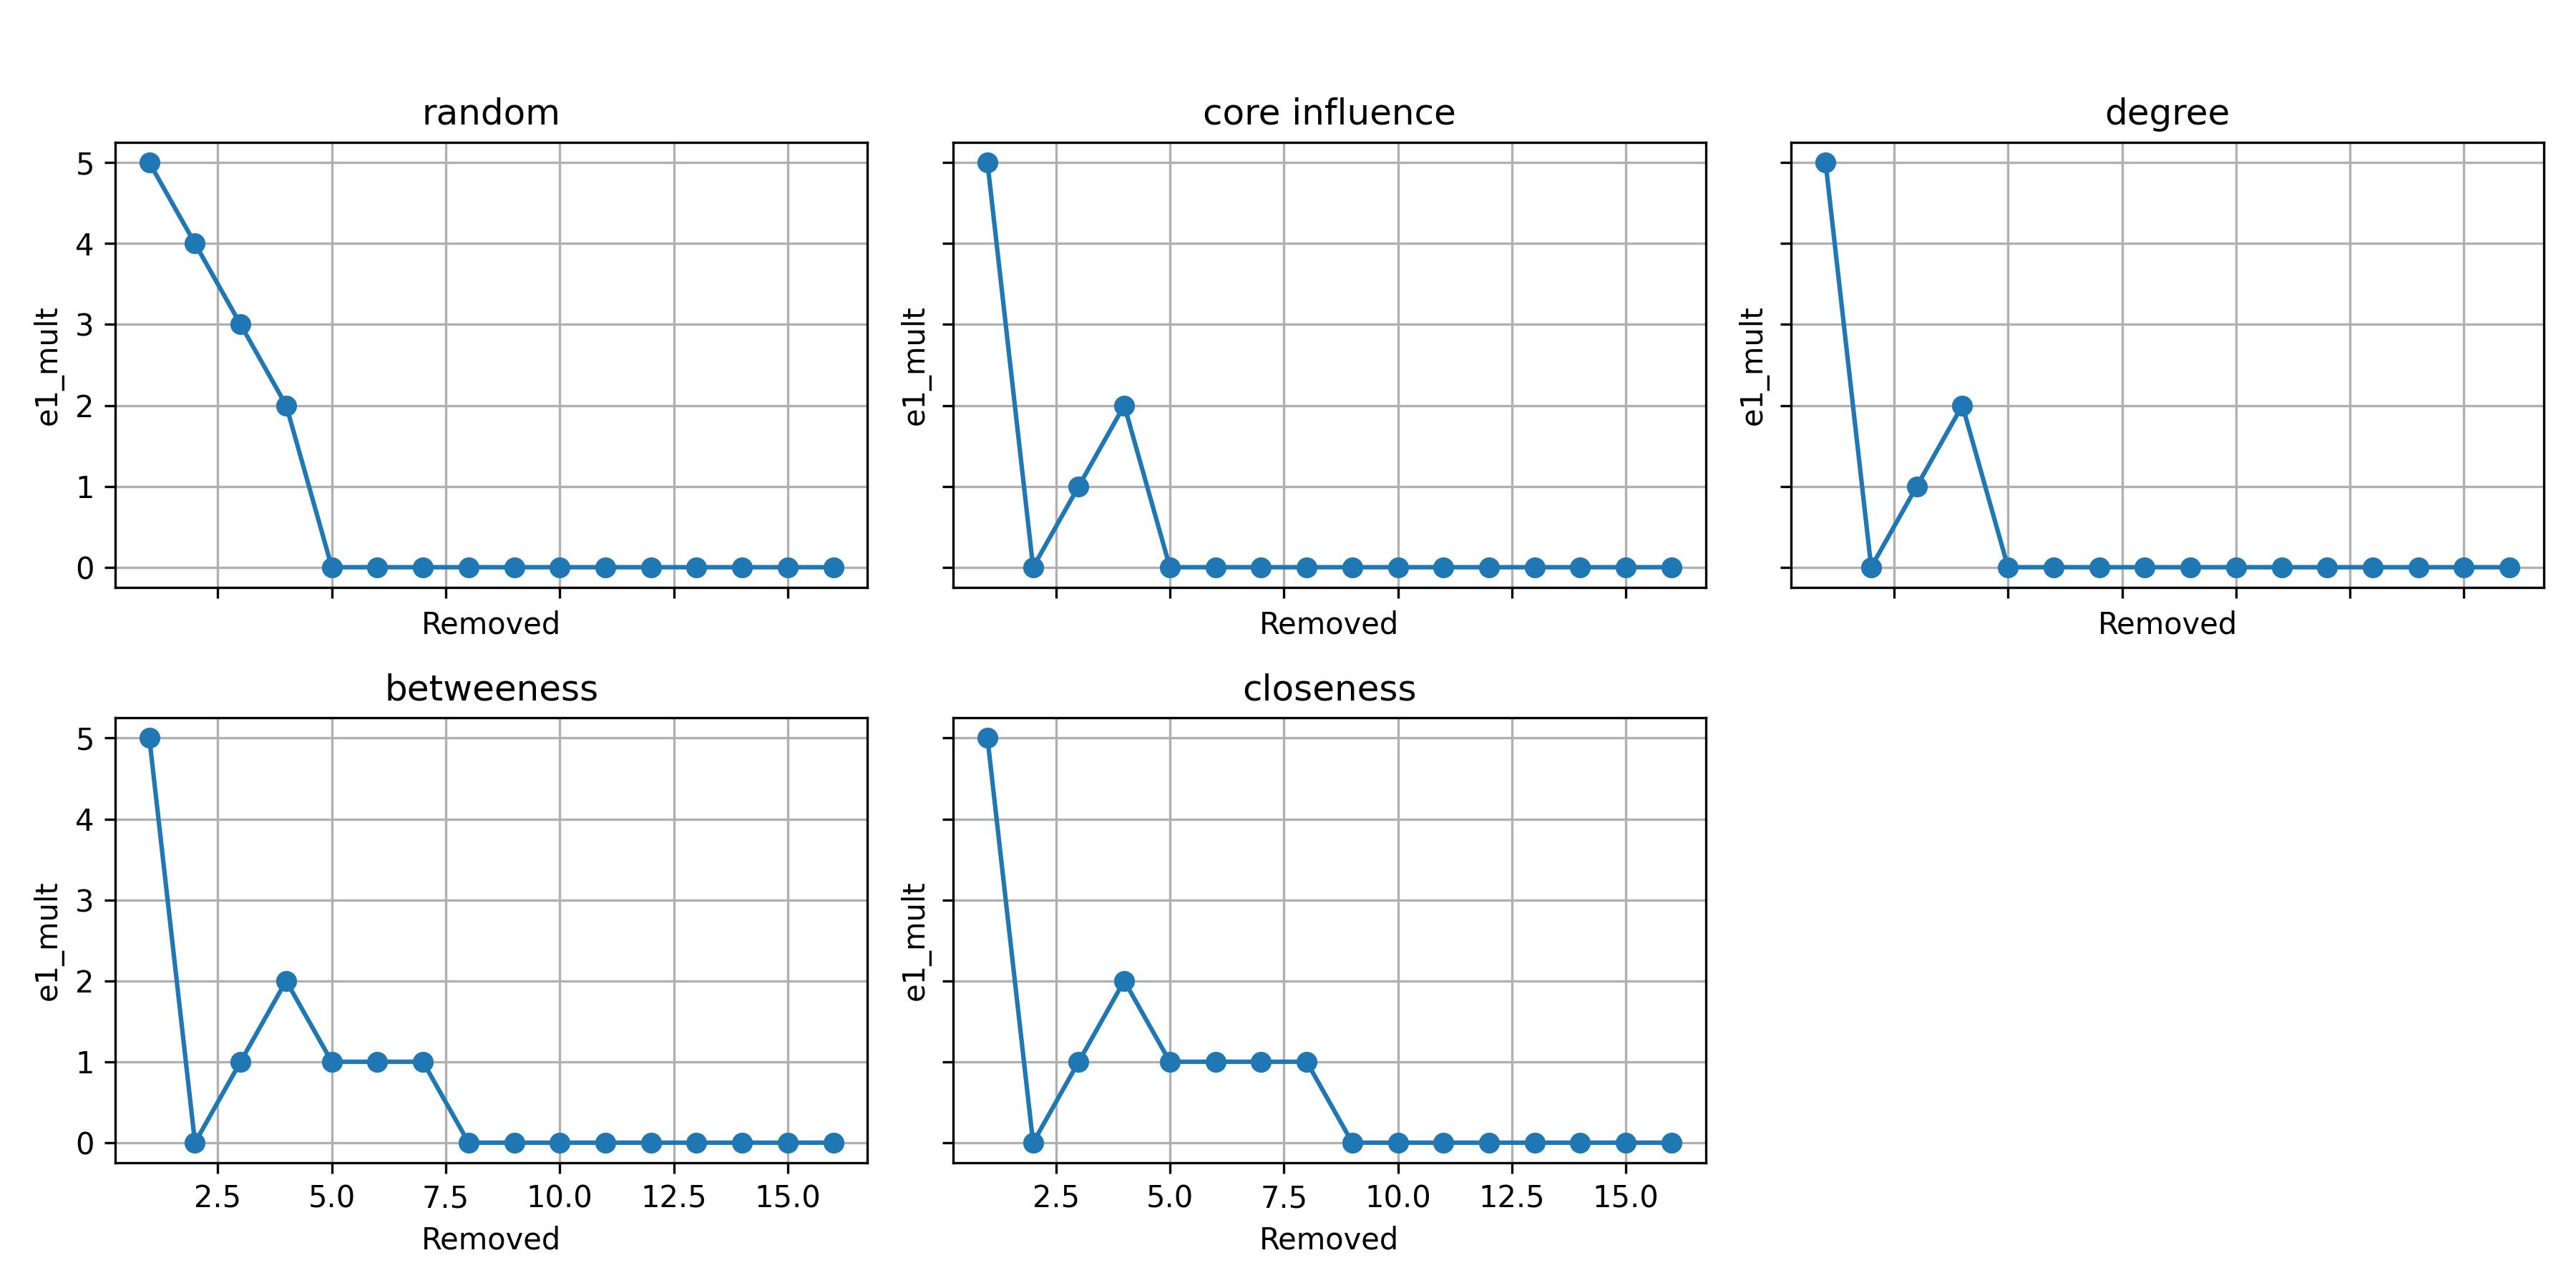 random
5
4
3
2
1
0
e1_mult
Removed
core influence
e1_mult
Removed
degree
e1_mult
Removed
betweeness
5
4
3
2
1
0
e1_mult
2.5 5.0 7.5 10.0 12.5 15.0
Removed
closeness
e1_mult
2.5 5.0 7.5 10.0 12.5 15.0
Removed